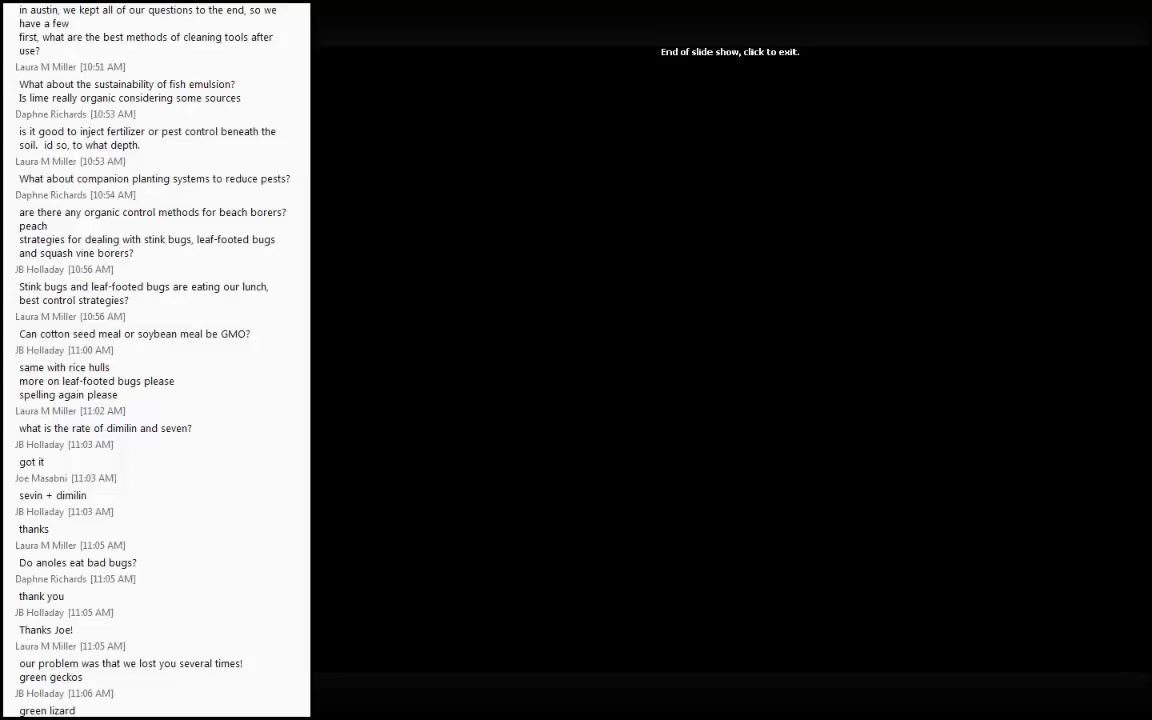 in austin, we kept all of our questions to the end, so we
have a few
first, what are the best methods of cleaning tools after
use?
Laura M Miller [10:51 AM]
What about the sustainability of fish emulsion?
Is lime really organic considering some sources
Daphne Richards [10:53 AM]
is it good to inject fertilizer or pest control beneath the
soil.  id so, to what depth.
Laura M Miller [10:53 AM]
What about companion planting systems to reduce pests?
Daphne Richards [10:54 AM]
are there any organic control methods for beach borers?
peach
strategies for dealing with stink bugs, leaf-footed bugs
and squash vine borers?
JB Holladay [10:56 AM]
Stink bugs and leaf-footed bugs are eating our lunch,
best control strategies?
Laura M Miller [10:56 AM]
Can cotton seed meal or soybean meal be GMO?
JB Holladay [11:00 AM]
same with rice hulls
more on leaf-footed bugs please
spelling again please
Laura M Miller [11:02 AM]
what is the rate of dimilin and seven?
JB Holladay [11:03 AM]
got it
Joe Masabni [11:03 AM]
sevin + dimilin
JB Holladay [11:03 AM]
thanks
Laura M Miller [11:05 AM]
Do anoles eat bad bugs?
Daphne Richards [11:05 AM]
thank you
JB Holladay [11:05 AM]
Thanks Joe!
Laura M Miller [11:05 AM]
our problem was that we lost you several times!
green geckos
JB Holladay [11:06 AM]
green lizard
End of slide show, click to exit.